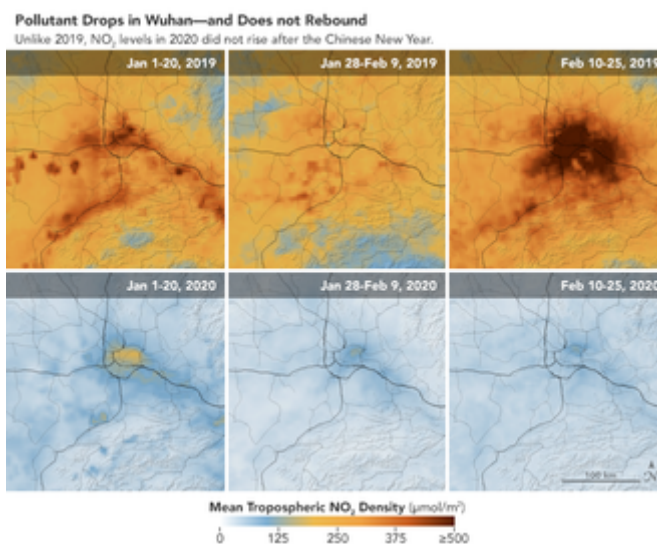 Pollutant Drops in Wuhan—and Does not Rebound
Unlike 2019, NO₂ levels in 2020 did not rise after the Chinese New Year.
Jan 1-20, 2019
Jan 28-Feb 9, 2019
Feb 10-25, 2019
Jan 1-20, 2020
Jan 28-Feb 9, 2020
Feb 10-25, 2020
100 km
N
Mean Tropospheric NO₂ Density (μmol/m²)
0 125 250 375 ≥500